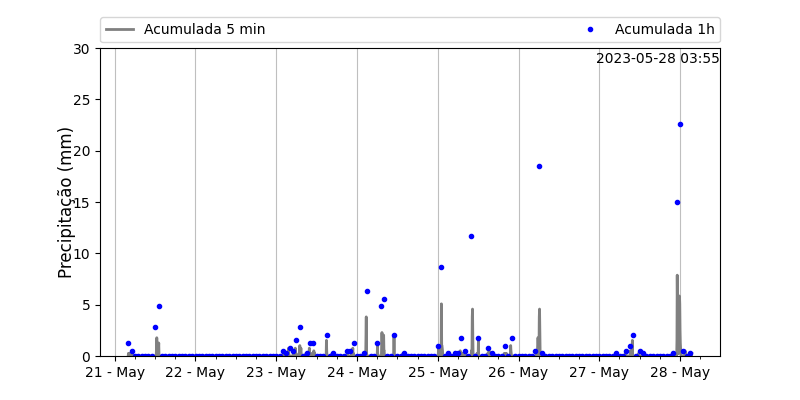 Acumulada 5 min
Acumulada 1h
2023-05-28 03:55
Precipitação (mm)
30
25
20
15
10
5
0
21 - May
22 - May
23 - May
24 - May
25 - May
26 - May
27 - May
28 - May